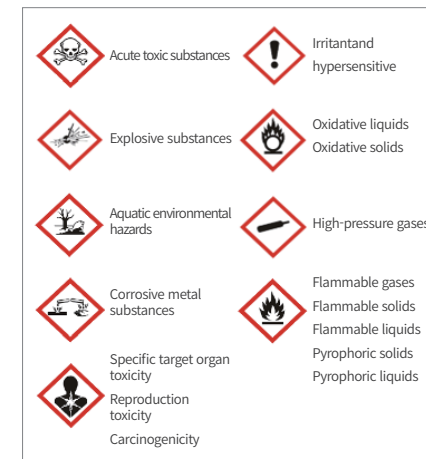 Acute toxic substances
Irritantand
hypersensitive
Explosive substances
Oxidative liquids
Oxidative solids
Aquatic environmental
hazards
High-pressure gases
Corrosive metal
substances
Flammable gases
Flammable solids
Flammable liquids
Pyrophoric solids
Pyrophoric liquids
Specific target organ
toxicity
Reproduction
toxicity
Carcinogenicity